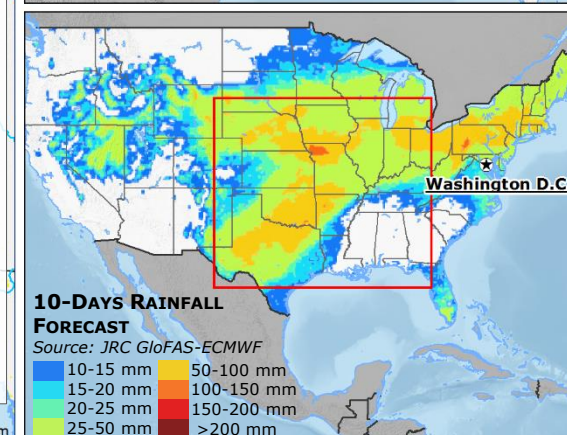 Washington D.C
10-DAYS RAINFALL
FORECAST
Source: JRC GloFAS-ECMWF
10-15 mm 50-100 mm
15-20 mm 100-150 mm
20-25 mm 150-200 mm
25-50 mm >200 mm
m